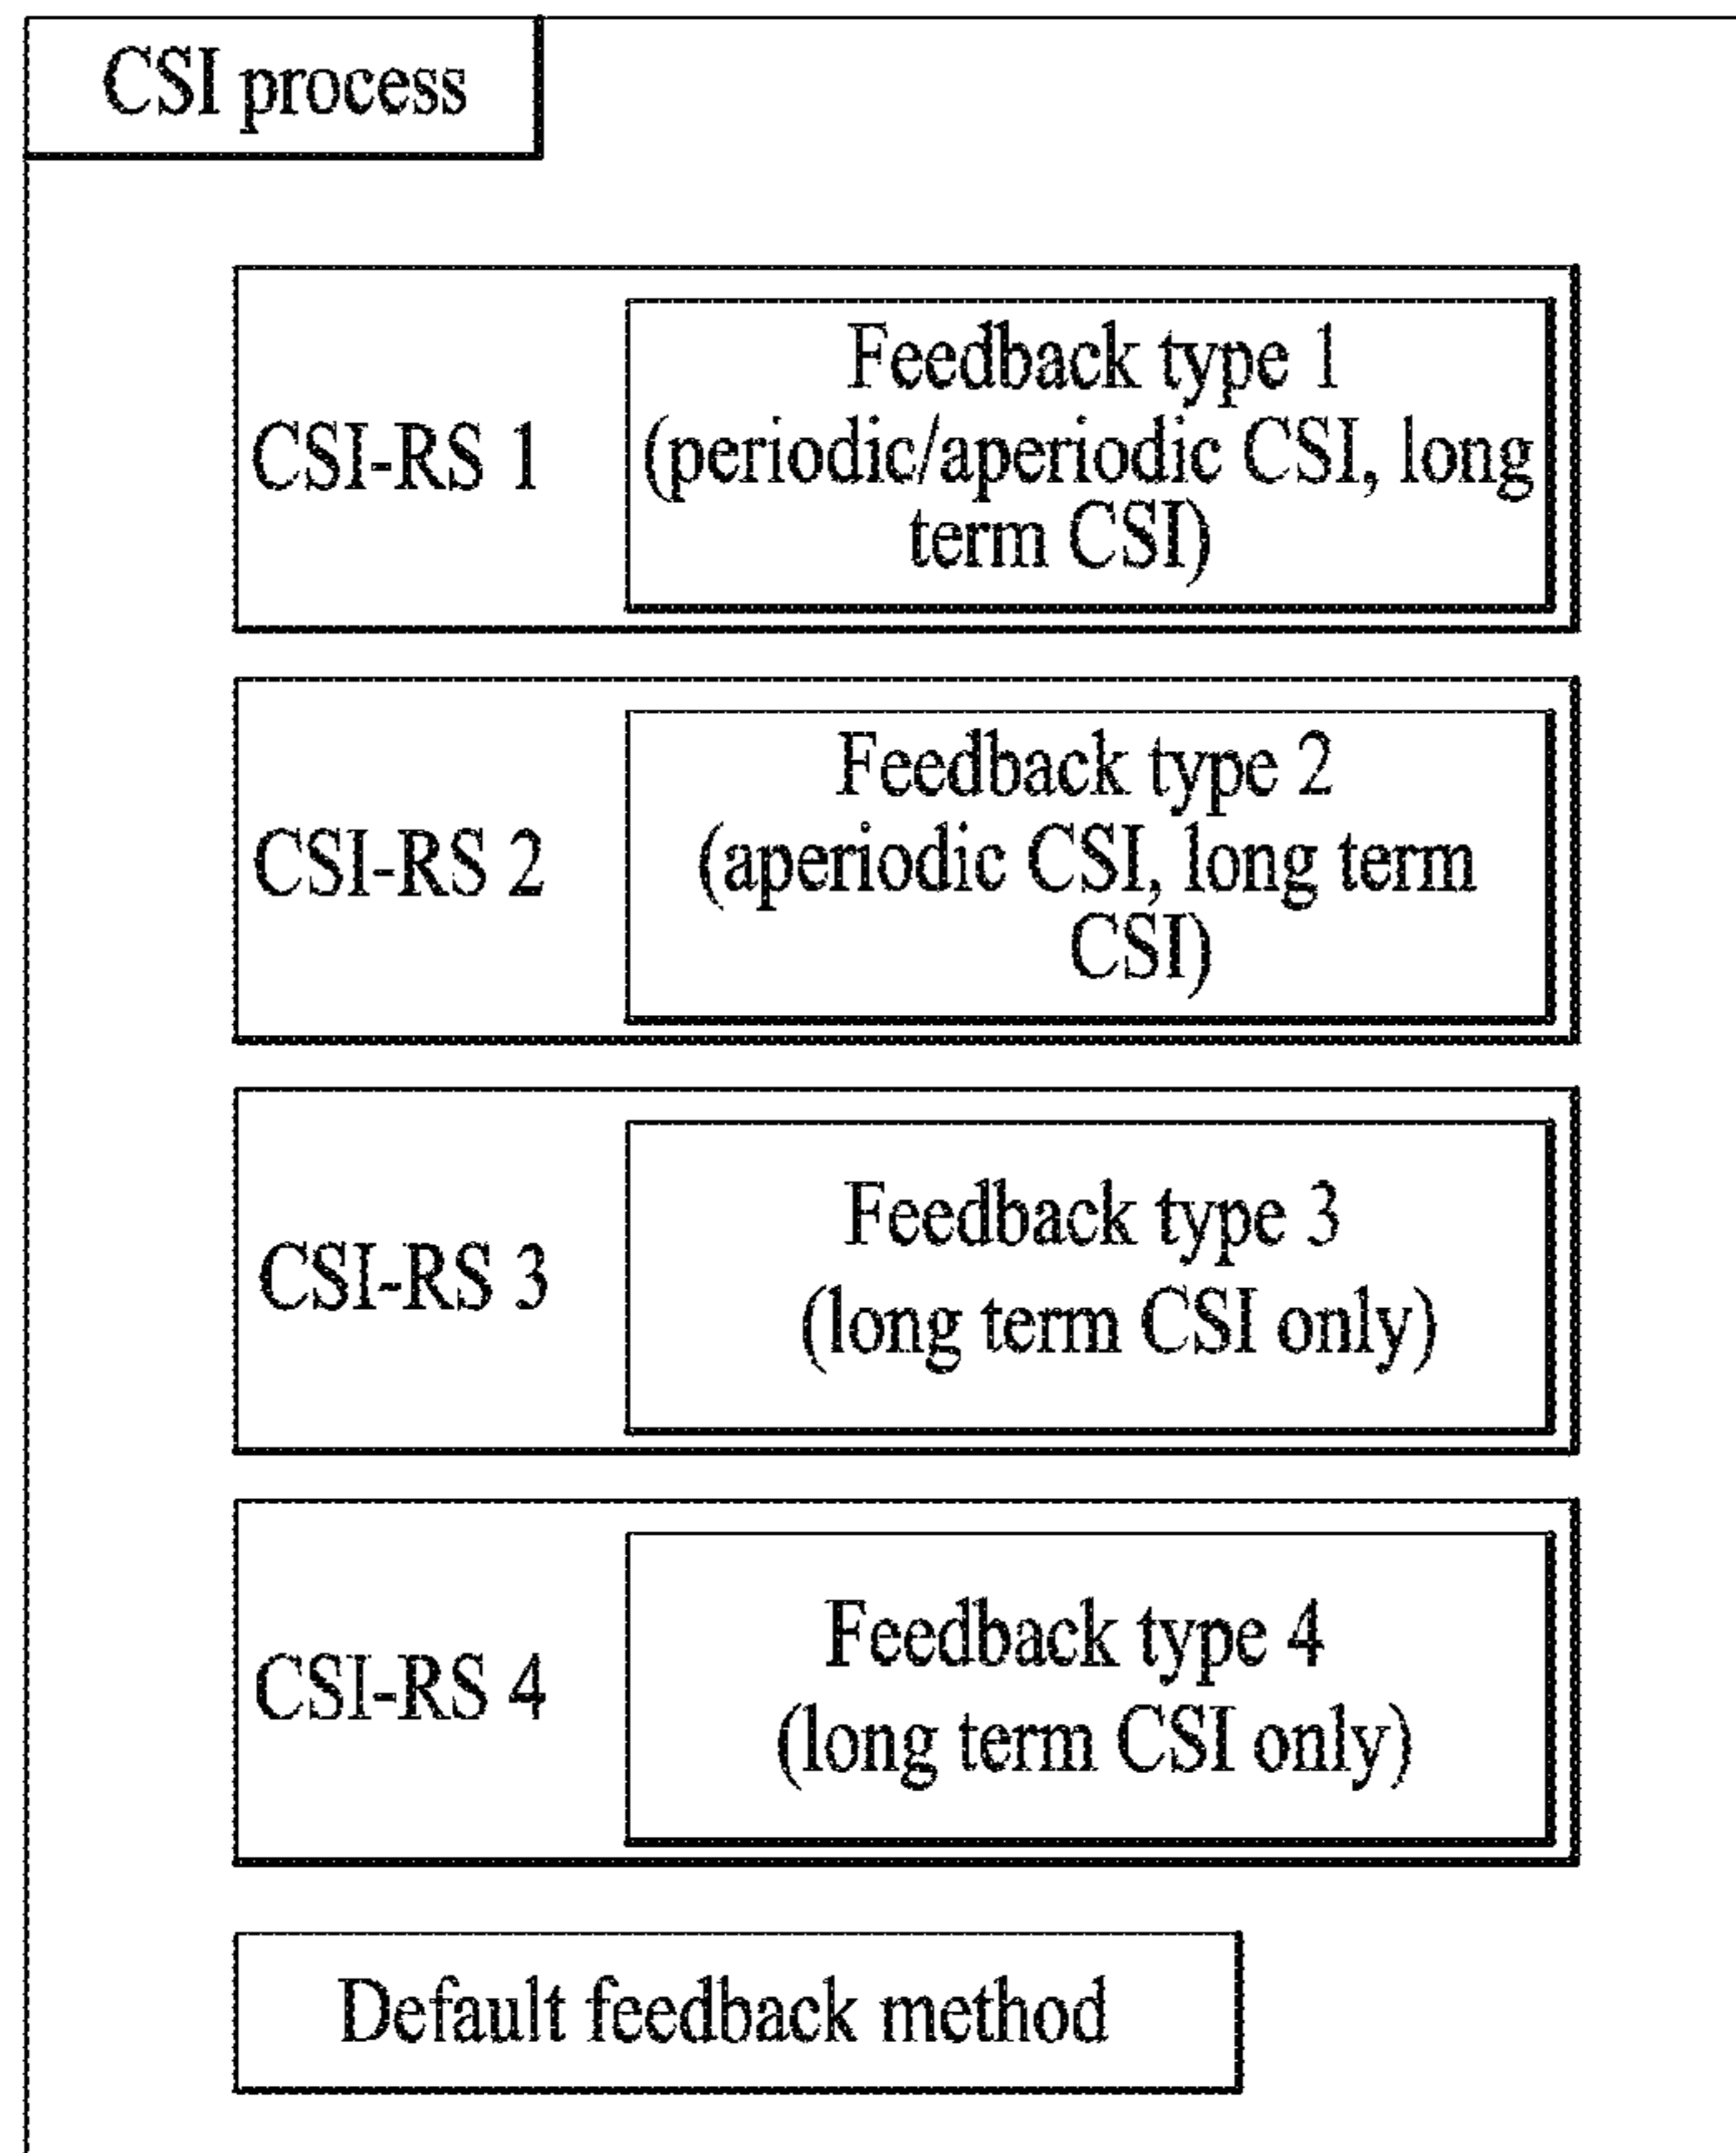 CSI process
CSI-RS 1
Feedback type 1
(periodic/aperiodic CSI, long
term CSI)
CSI-RS 2
Feedback type 2
(aperiodic CSI, long term
CSI)
CSI-RS 3
Feedback type 3
(long term CSI only)
CSI-RS 4
Feedback type 4
(long term CSI only)
Default feedback method